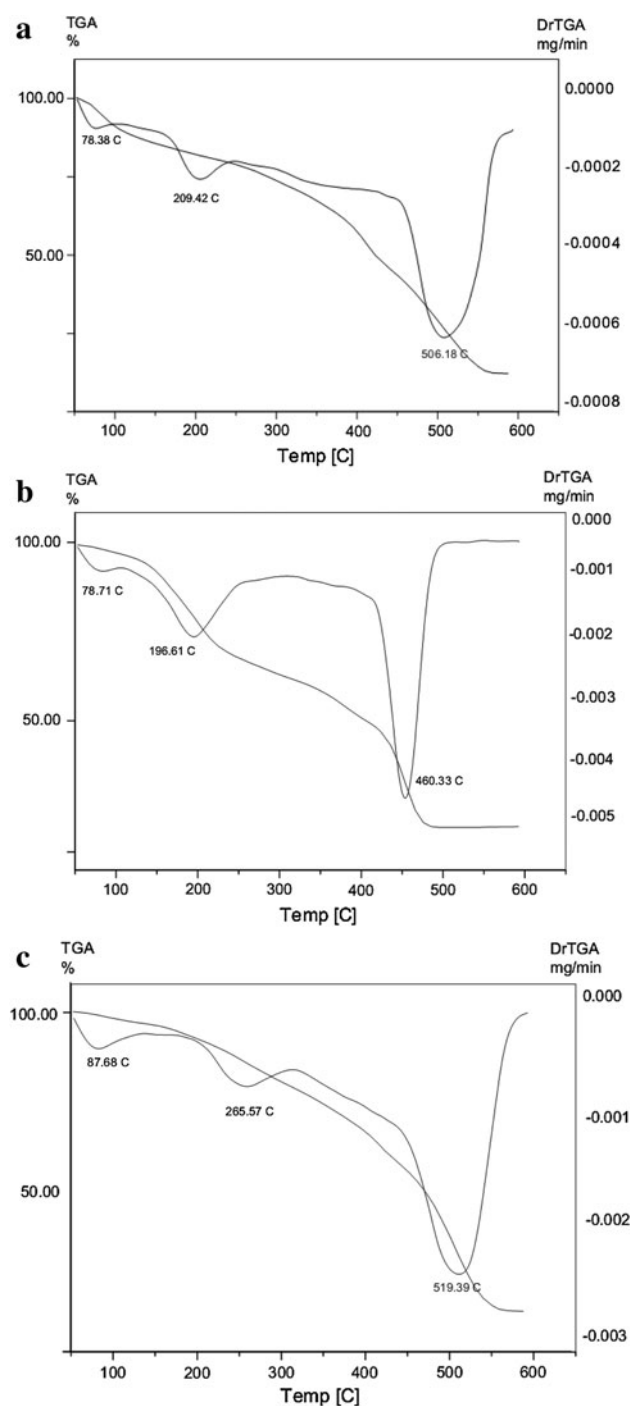 a
TGA DrTGA
% mg/min
100.00 0.0000
78.38 C
-0.0002
209.42 C
50.00 -0.0004
-0.0006
506.18 C
-0.0008
100 200 300 400 500 600
Temp [C]
b
TGA DrTGA
% mg/min
0.000
100.00
-0.001
78.71 C
-0.002
196.61 C
-0.003
50.00
-0.004
460.33 C
-0.005
100 200 300 400 500 600
Temp [C]
c
TGA DrTGA
% mg/min
100.00 0.000
87.68 C
265.57 C
-0.001
50.00
-0.002
519.39 C
-0.003
100 200 300 400 500 600
Temp [C]